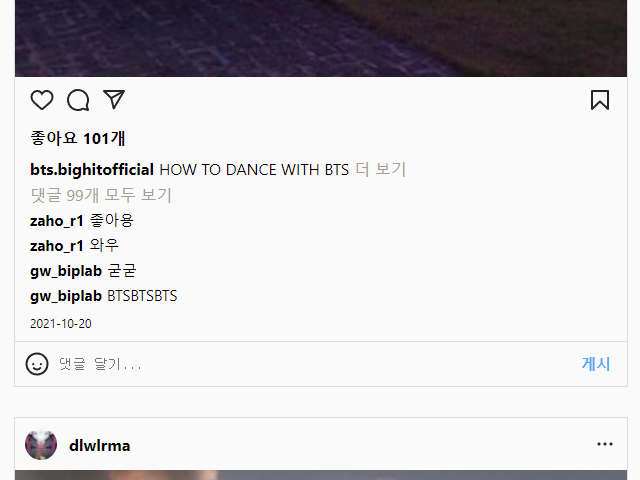 좋아요 101개
bts.bighitofficial HOW TO DANCE WITH BTS 더 보기
댓글 99개 모두 보기
zaho_r1 좋아용
zaho_r1 와우
gw_biplab 굳굳
gw_biplab BTSBTSBTS
2021-10-20
댓글 달기... 게시
dlwlrma